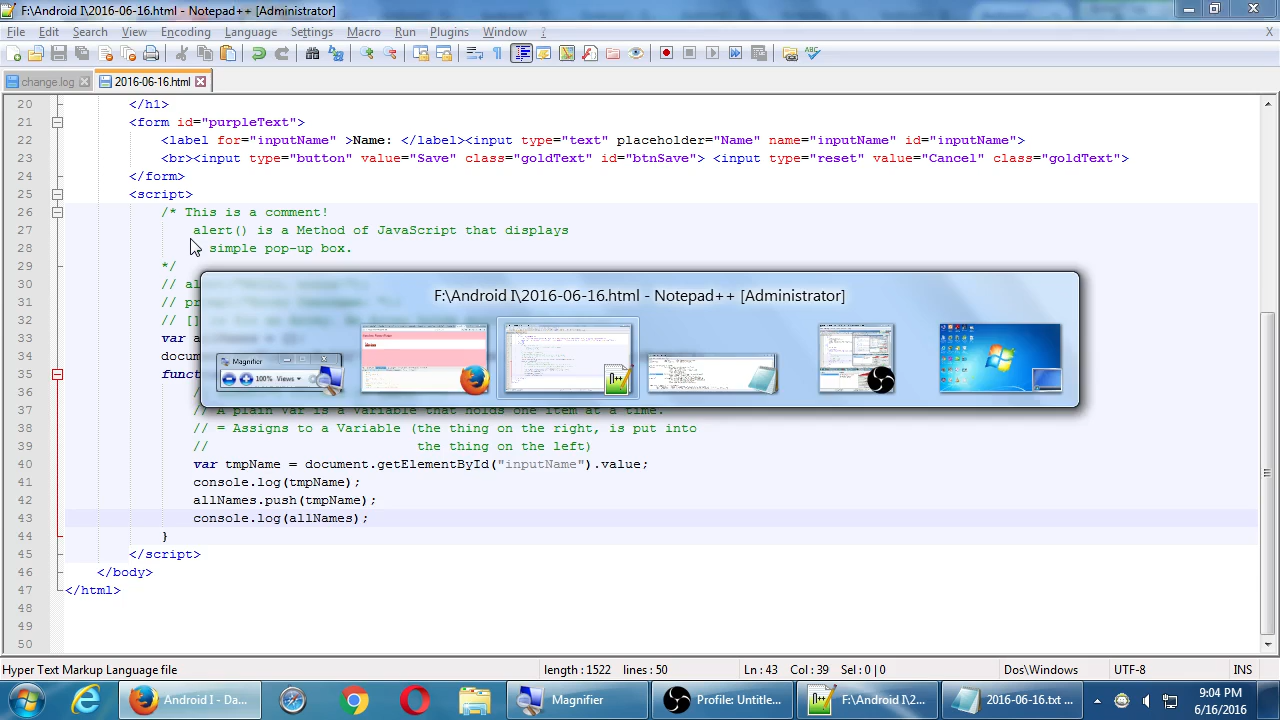 F:\Android I\2016-06-16.html - Notepad++ [Administrator]
File Edit Search View Encoding Language Settings Macro Run Plugins Window ? X
change.log 2016-06-16.html
20 </h1>
21 <form id="purpleText">
22 <label for="inputName" >Name: </label><input type="text" placeholder="Name" name="inputName" id="inputName">
23 <br><input type="button" value="Save" class="goldText" id="btnSave"> <input type="reset" value="Cancel" class="goldText">
24 </form>
25 <script>
26 /* This is a comment!
27 alert() is a Method of JavaScript that displays
28 simple pop-up box.
29 */
F:\Android I\2016-06-16.html - Notepad++ [Administrator]
30 // al
31 // pr
32 // []
33 var a
34 docum
35 func
Magnifier
100% Views
36
37 // A plain var is a variable that holds one item at a time.
38 // = Assigns to a Variable (the thing on the right, is put into
39 // the thing on the left)
40 var tmpName = document.getElementById("inputName").value;
41 console.log(tmpName);
42 allNames.push(tmpName);
43 console.log(allNames);
44 }
45 </script>
46 </body>
47 </html>
48
49
50
Hyper Text Markup Language file length : 1522 lines : 50 Ln : 43 Col : 39 Sel : 0 | 0 Dos\Windows UTF-8 INS
Android I - Da... Magnifier Profile: Untitle... F:\Android I\2... 2016-06-16.txt ... 9:04 PM
6/16/2016